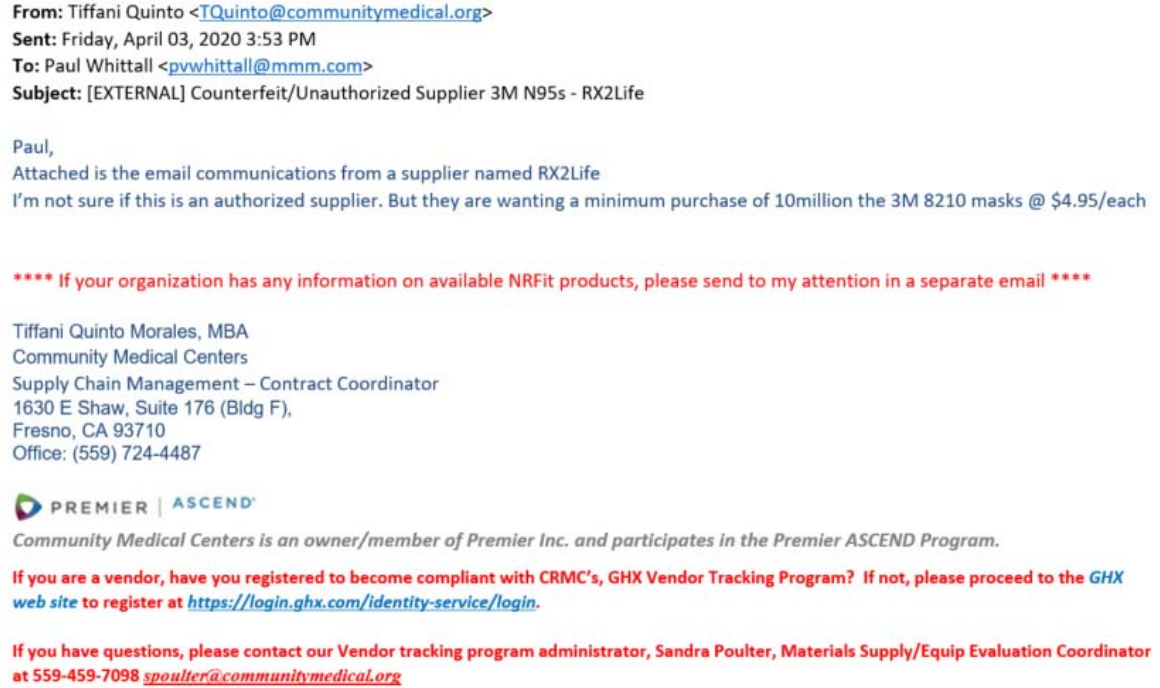 From: Tiffani Quinto <TQuinto@communitymedical.org>
Sent: Friday, April 03, 2020 3:53 PM
To: Paul Whittall <pvwhittall@mmm.com>
Subject: [EXTERNAL] Counterfeit/Unauthorized Supplier 3M N95s - RX2Life
Paul,
Attached is the email communications from a supplier named RX2Life
I'm not sure if this is an authorized supplier. But they are wanting a minimum purchase of 10million the 3M 8210 masks @ $4.95/each
**** If your organization has any information on available NRFit products, please send to my attention in a separate email ****
Tiffani Quinto Morales, MBA
Community Medical Centers
Supply Chain Management – Contract Coordinator
1630 E Shaw, Suite 176 (Bldg F),
Fresno, CA 93710
Office: (559) 724-4487
PREMIER | ASCEND®
Community Medical Centers is an owner/member of Premier Inc. and participates in the Premier ASCEND Program.
If you are a vendor, have you registered to become compliant with CRMC's, GHX Vendor Tracking Program? If not, please proceed to the GHX
web site to register at https://login.ghx.com/identity-service/login.
If you have questions, please contact our Vendor tracking program administrator, Sandra Poulter, Materials Supply/Equip Evaluation Coordinator
at 559-459-7098 spoulter@communitymedical.org